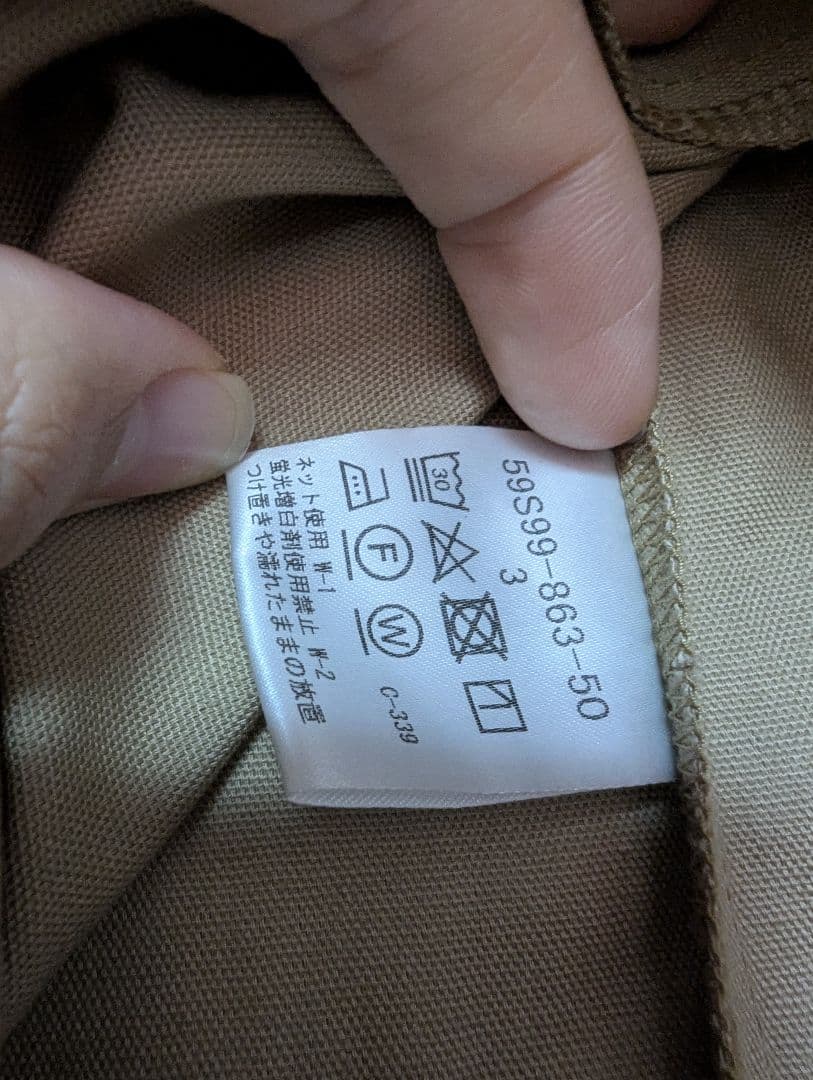 59S99-863-50
3
30
F W C-339
ネット使用 W-1
蛍光増白剤使用禁止 W-2
つけ置きや濡れたままの放置